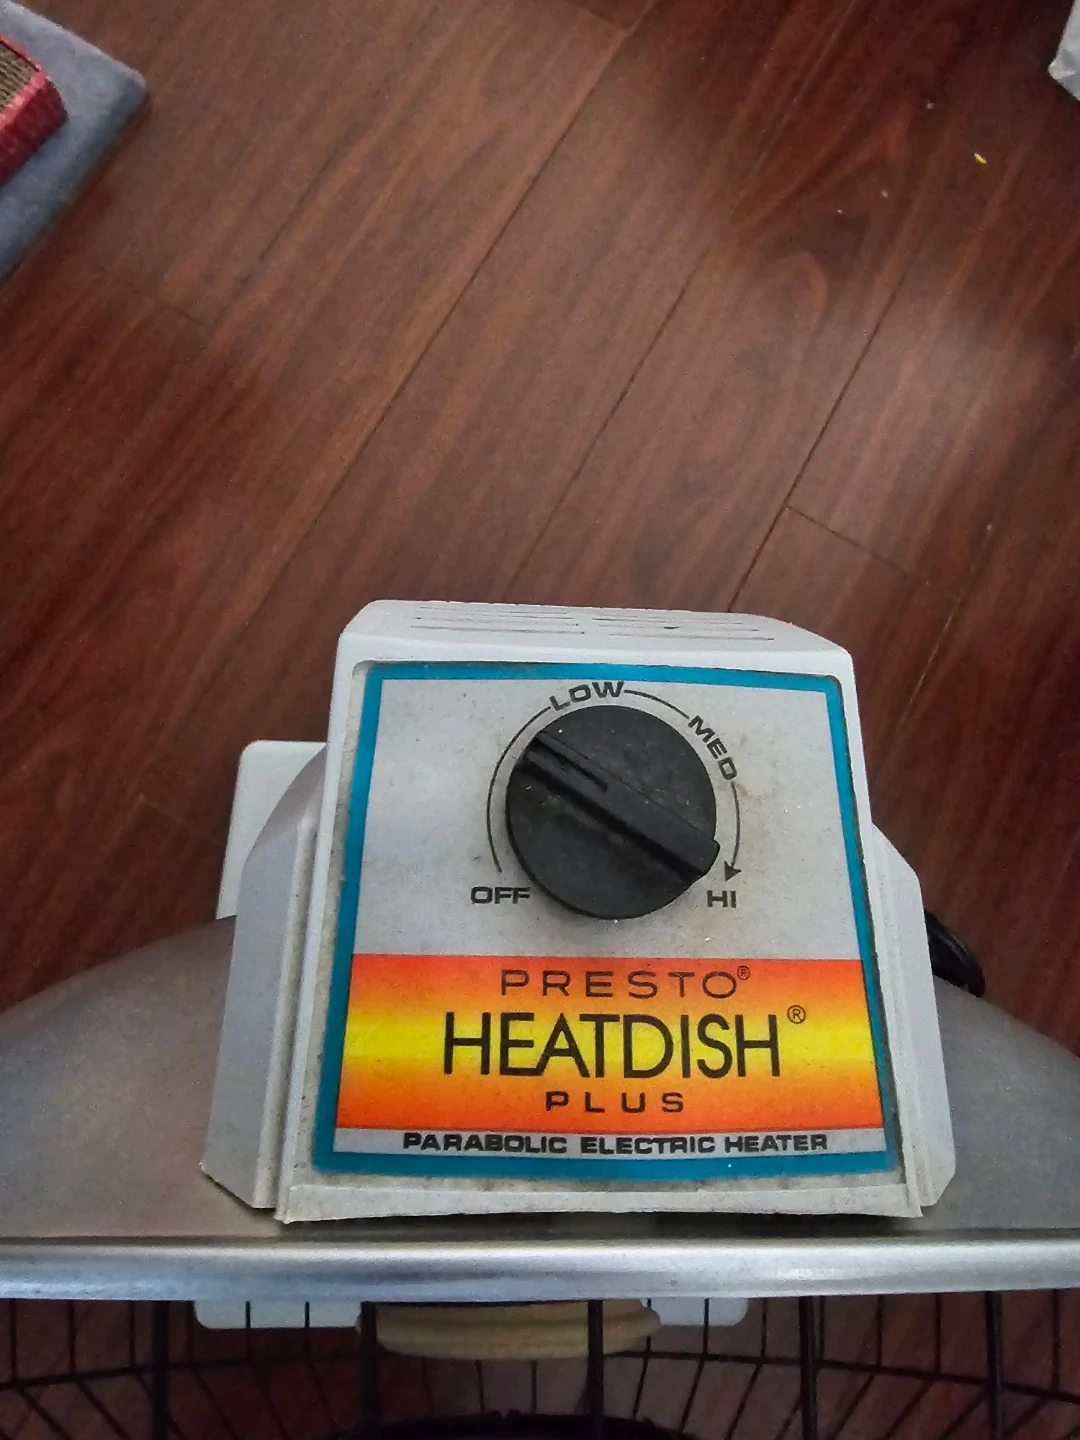 LOW
MED
OFF
HI
PRESTO®
HEATDISH®
PLUS
PARABOLIC ELECTRIC HEATER